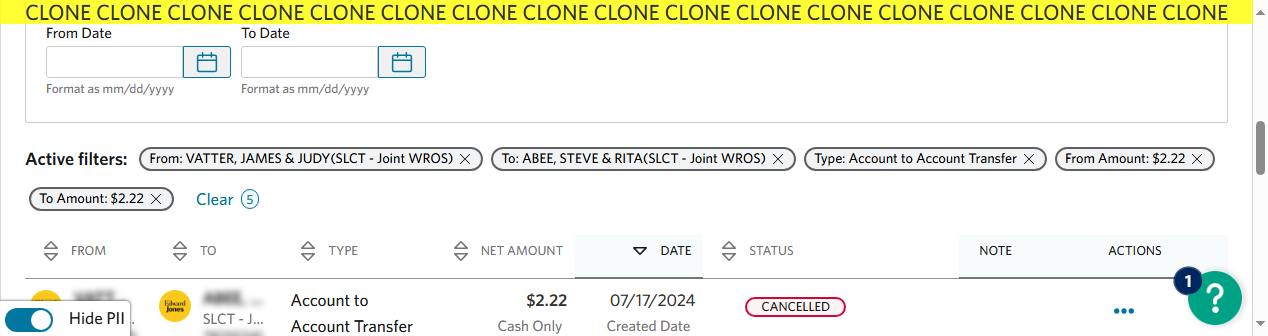 CLONE CLONE CLONE CLONE CLONE CLONE CLONE CLONE CLONE CLONE CLONE CLONE CLONE CLONE CLONE CLONE CLONE
From Date To Date
Format as mm/dd/yyyy Format as mm/dd/yyyy
Active filters: From: VATTER, JAMES & JUDY(SLCT - Joint WROS) To: ABEE, STEVE & RITA(SLCT - Joint WROS) Type: Account to Account Transfer From Amount: $2.22
To Amount: $2.22 Clear 5
FROM TO TYPE NET AMOUNT DATE STATUS NOTE ACTIONS
1
?
Edward Jones
Account to $2.22 07/17/2024 CANCELLED
Hide PII
SLCT - J... Account Transfer Cash Only Created Date